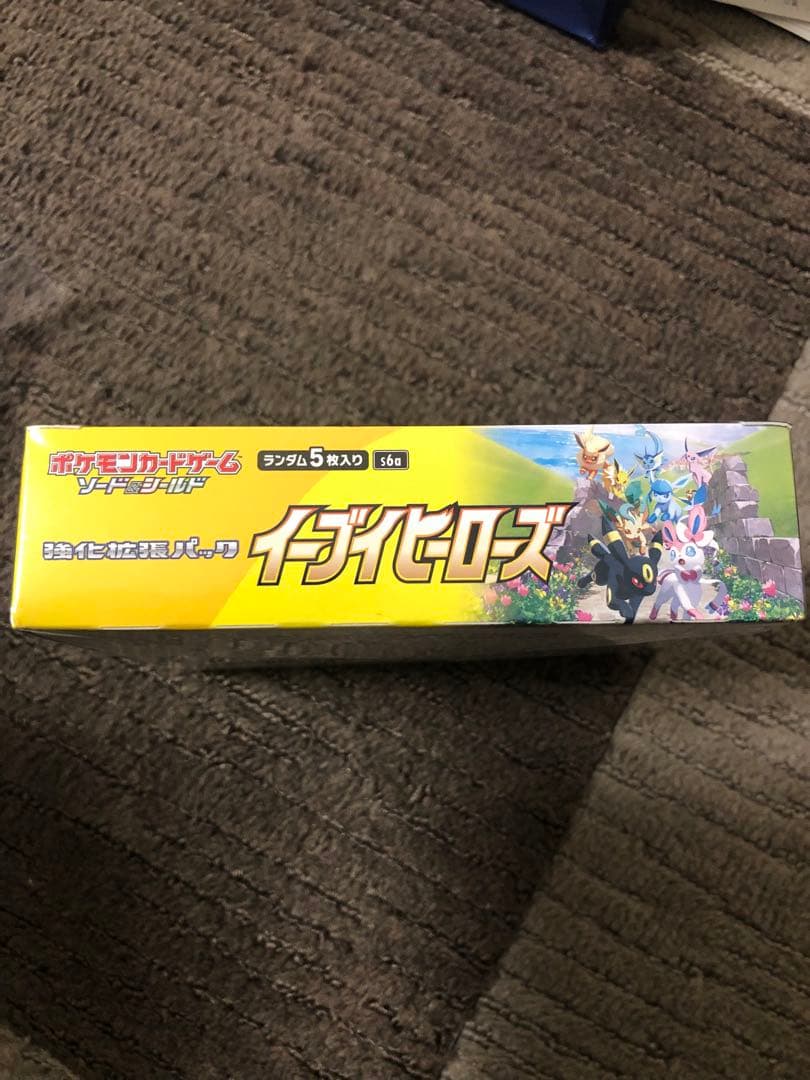 ポケモンカードゲーム
ソード&シールド
ランダム5枚入り s6a
強化拡張パック
イーブイヒーローズ